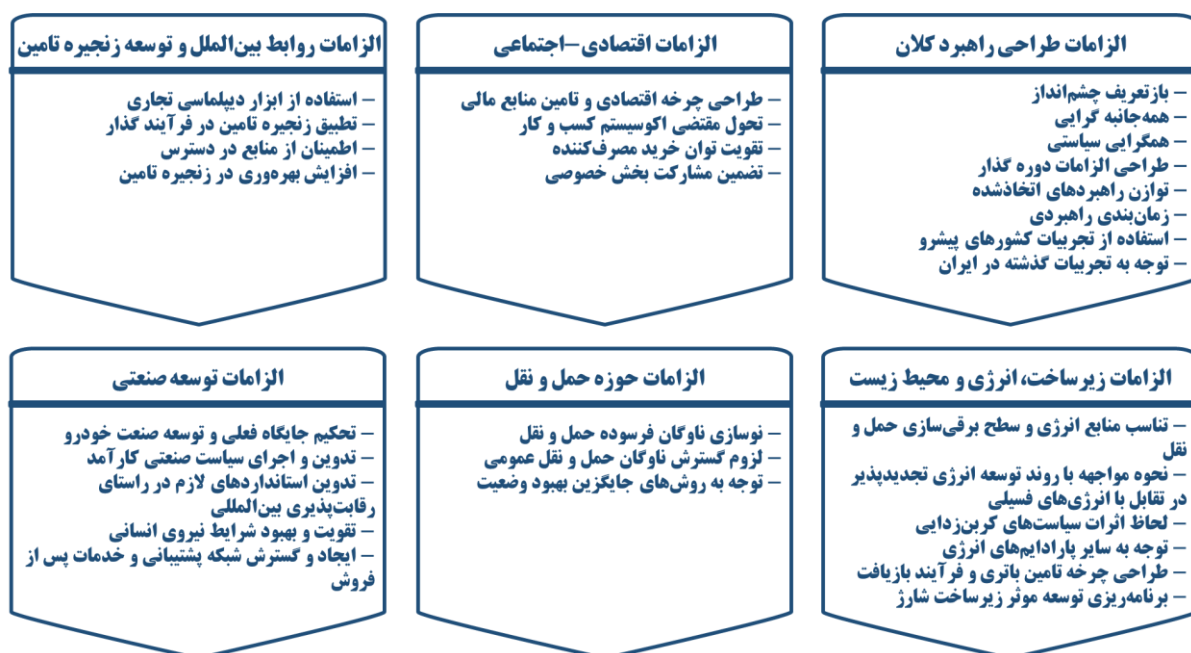 الزامات طراحی راهبرد کلان
– بازتعریف چشم‌انداز
– همه‌جانبه گرایی
– همگرایی سیاستی
– طراحی الزامات دوره گذار
– توازن راهبردهای اتخاذشده
– زمان‌بندی راهبردی
– استفاده از تجربیات کشورهای پیشرو
– توجه به تجربیات گذشته در ایران
الزامات اقتصادی–اجتماعی
– طراحی چرخه اقتصادی و تامین منابع مالی
– تحول مقتضی اکوسیستم کسب و کار
– تقویت توان خرید مصرف‌کننده
– تضمین مشارکت بخش خصوصی
الزامات روابط بین‌الملل و توسعه زنجیره تامین
– استفاده از ابزار دیپلماسی تجاری
– تطبیق زنجیره تامین در فرآیند گذار
– اطمینان از منابع در دسترس
– افزایش بهره‌وری در زنجیره تامین
الزامات زیرساخت، انرژی و محیط زیست
– تناسب منابع انرژی و سطح برقی‌سازی حمل و
نقل
– نحوه مواجهه با روند توسعه انرژی تجدیدپذیر
در تقابل با انرژی‌های فسیلی
– لحاظ اثرات سیاست‌های کربن‌زدایی
– توجه به سایر پارادایم‌های انرژی
– طراحی چرخه تامین باتری و فرآیند بازیافت
– برنامه‌ریزی توسعه موثر زیرساخت شارژ
الزامات حوزه حمل و نقل
– نوسازی ناوگان فرسوده حمل و نقل
– لزوم گسترش ناوگان حمل و نقل عمومی
– توجه به روش‌های جایگزین بهبود وضعیت
الزامات توسعه صنعتی
– تحکیم جایگاه فعلی و توسعه صنعت خودرو
– تدوین و اجرای سیاست صنعتی کارآمد
– تدوین استانداردهای لازم در راستای
رقابت‌پذیری بین‌المللی
– تقویت و بهبود شرایط نیروی انسانی
– ایجاد و گسترش شبکه پشتیبانی و خدمات پس از
فروش